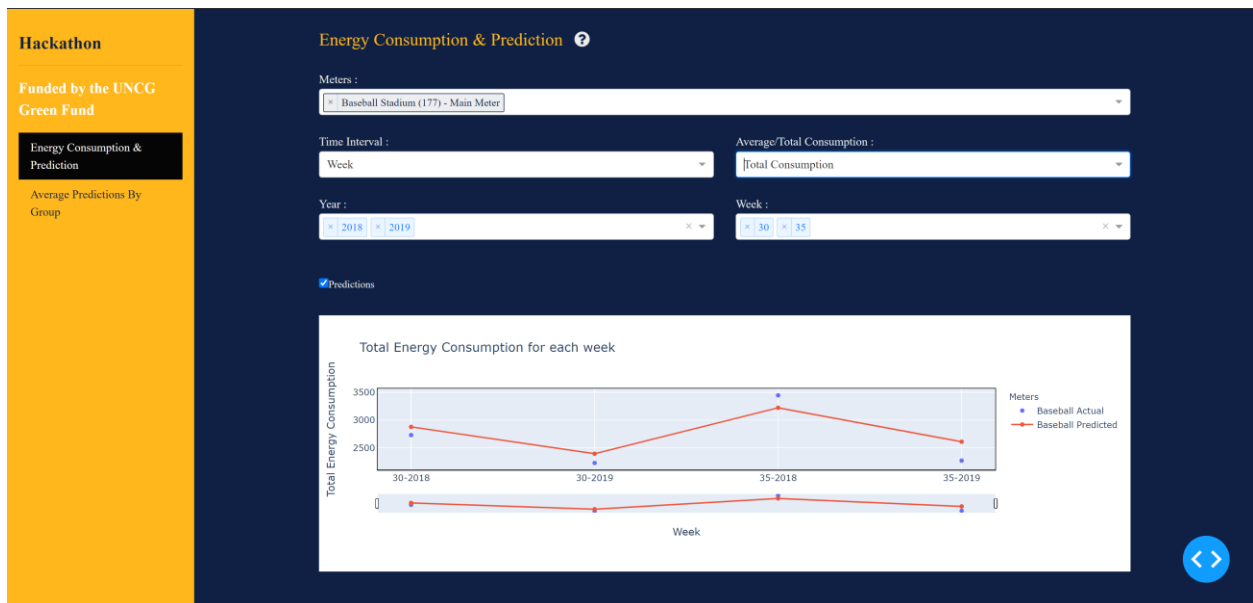 Hackathon
Funded by the UNCG
Green Fund
Energy Consumption &
Prediction
Average Predictions By
Group
Energy Consumption & Prediction ?
Meters :
× Baseball Stadium (177) - Main Meter
Time Interval :
Week
Average/Total Consumption :
Total Consumption
Year :
× 2018 × 2019 ×
Week :
× 30 × 35 ×
Predictions
Total Energy Consumption for each week
Total Energy Consumption
3500
3000
2500
30-2018 30-2019 35-2018 35-2019
Week
Meters
Baseball Actual
Baseball Predicted
< >